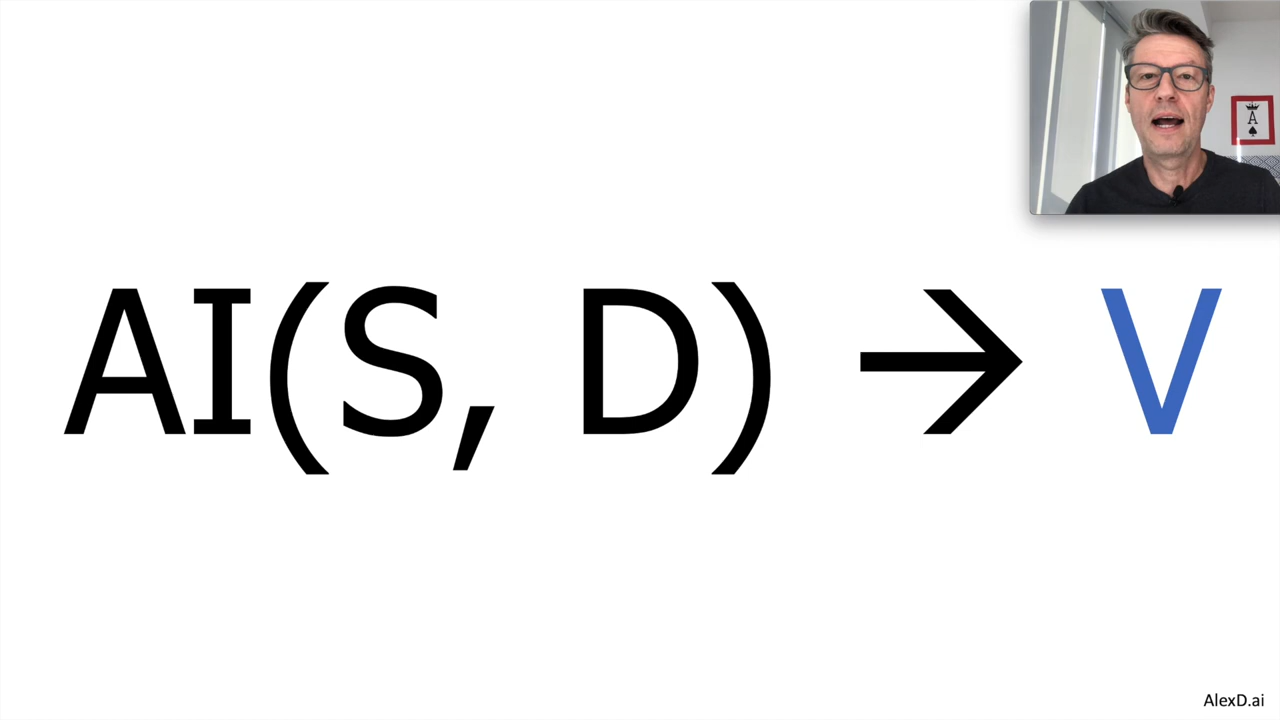 A
AI(S, D) → V
AlexD.ai